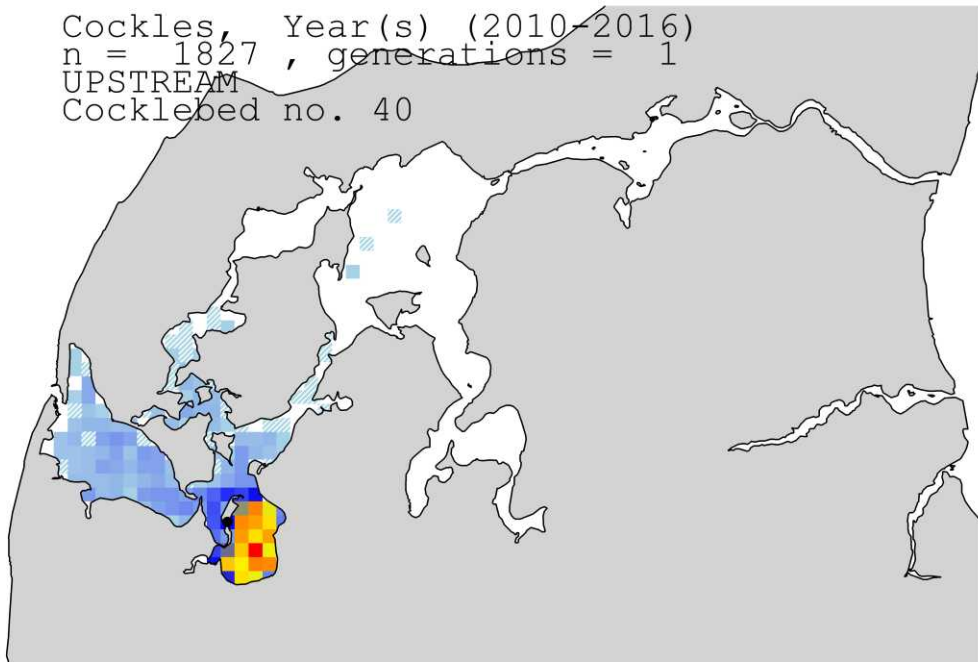 Cockles, Year(s) (2010-2016)
n = 1827 , generations = 1
UPSTREAM
Cocklebed no. 40